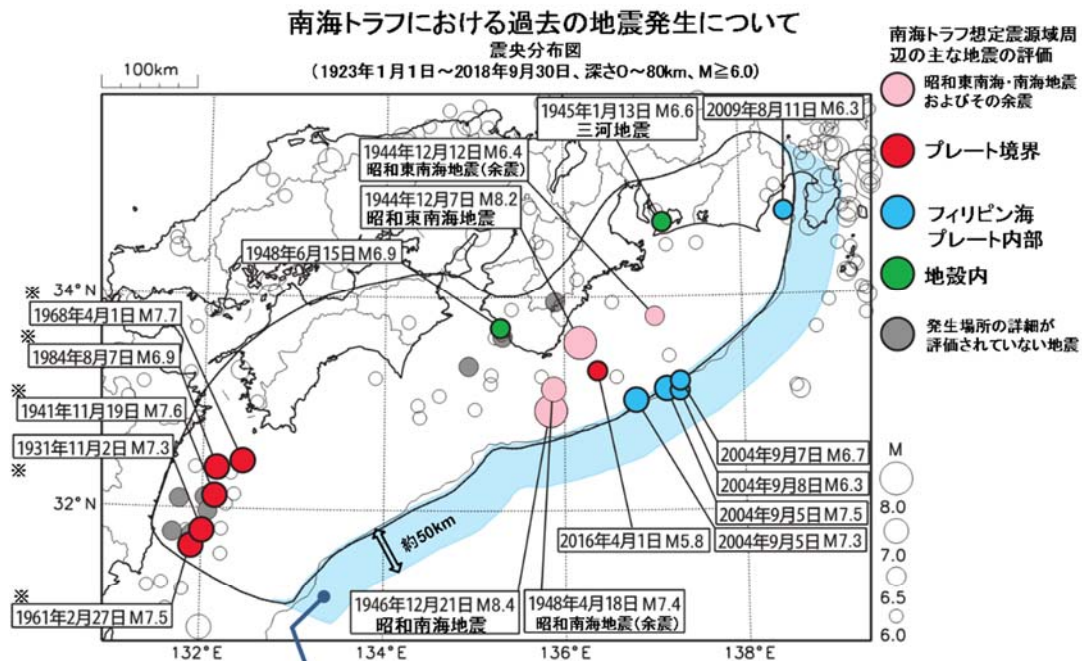 南海トラフにおける過去の地震発生について
震央分布図
(1923年1月1日～2018年9月30日、深さ0～80km、M≧6.0)
100km
南海トラフ想定震源域周
辺の主な地震の評価
昭和東南海・南海地震
およびその余震
プレート境界
フィリピン海
プレート内部
地殻内
発生場所の詳細が
評価されていない地震
1945年1月13日 M6.6
三河地震
2009年8月11日 M6.3
1944年12月12日 M6.4
昭和東南海地震(余震)
1944年12月7日 M8.2
昭和東南海地震
1948年6月15日 M6.9
34°N
※
1968年4月1日 M7.7
※
1984年8月7日 M6.9
※
1941年11月19日 M7.6
1931年11月2日 M7.3
※
32°N
※
1961年2月27日 M7.5
約50km
2004年9月7日 M6.7
2004年9月8日 M6.3
2004年9月5日 M7.5
2016年4月1日 M5.8
2004年9月5日 M7.3
1946年12月21日 M8.4
昭和南海地震
1948年4月18日 M7.4
昭和南海地震(余震)
M
8.0
7.0
6.5
6.0
132°E
134°E
136°E
138°E